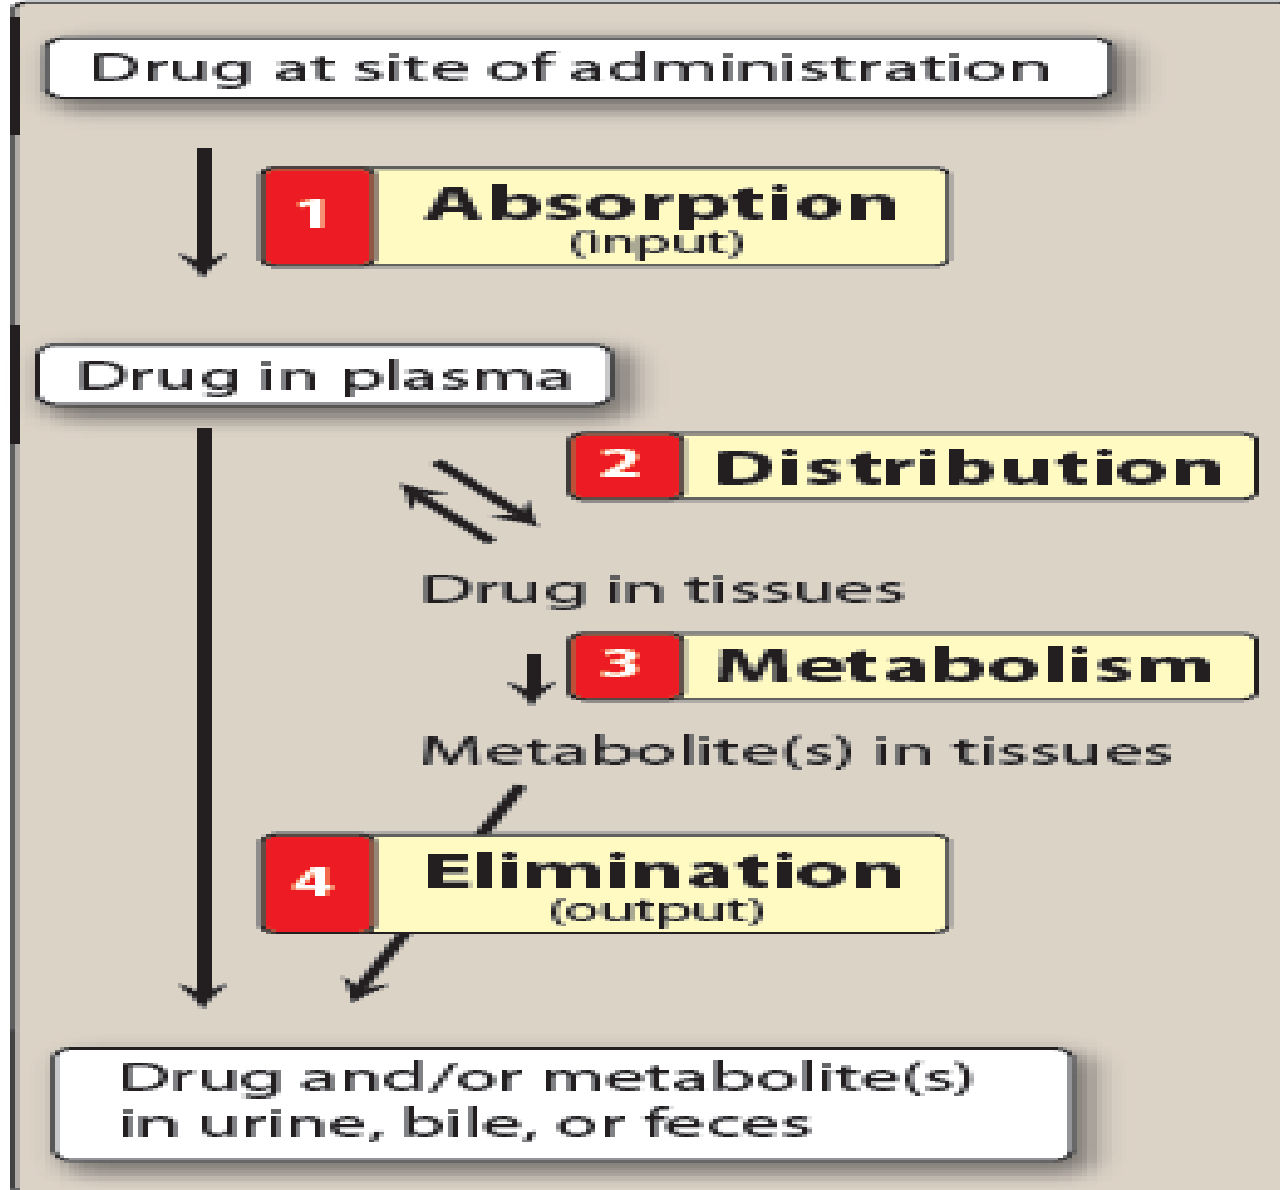 Drug at site of administration
1 Absorption
(input)
Drug in plasma
2 Distribution
Drug in tissues
3 Metabolism
Metabolite(s) in tissues
4 Elimination
(output)
Drug and/or metabolite(s)
in urine, bile, or feces